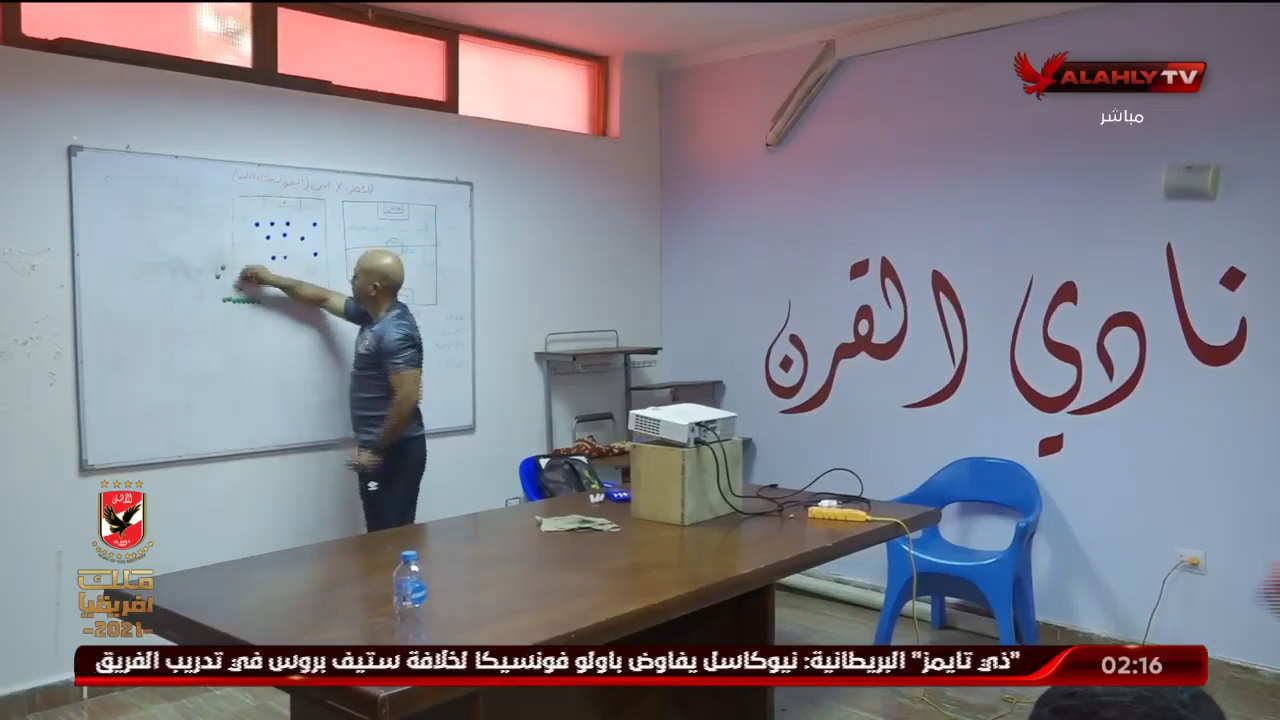 ALAHLY TV
مباشر
نادي القرن
ملك
افريقيا
-2021-
"ذي تايمز" البريطانية: نيوكاسل يفاوض باولو فونسيكا لخلافة ستيف بروس في تدريب الفريق
02:16